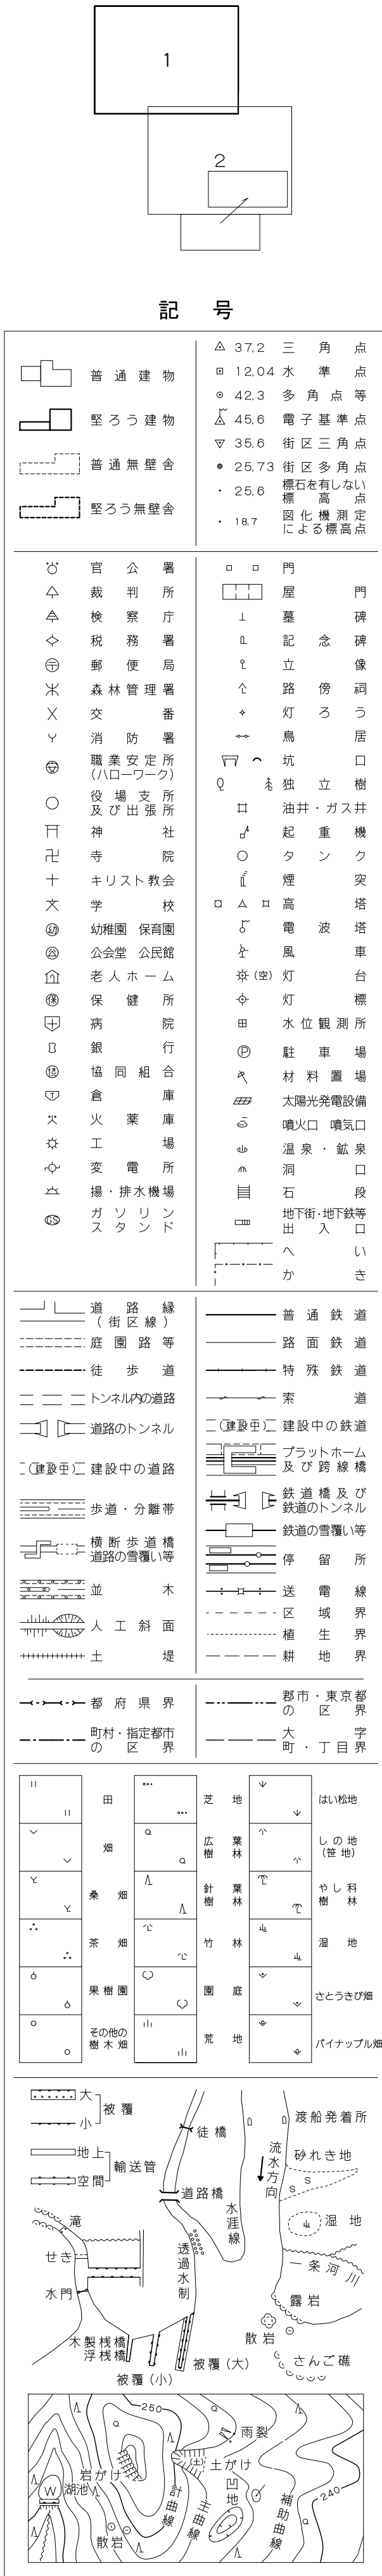 1
2
記号
普通建物
堅ろう建物
普通無壁舎
堅ろう無壁舎
37.2 三角点
12.04 水準点
42.3 多角点等
45.6 電子基準点
35.6 街区三角点
25.73 街区多角点
25.6 標石を有しない
標高点
18.7 図化機測定
による標高点
官公署
裁判所
検察庁
税務署
郵便局
森林管理署
交番
消防署
職業安定所
(ハローワーク)
役場支所
及び出張所
神社
寺院
キリスト教会
文 学校
幼 幼稚園 保育園
公 公会堂 公民館
老人ホーム
保 保健所
病院
銀行
協 協同組合
倉庫
火 火薬庫
工場
変電所
揚・排水機場
GS ガソリン
スタンド
門
屋門
墓碑
記念碑
立像
路傍祠
灯ろう
鳥居
坑口
独立樹
油井・ガス井
起重機
タンク
煙突
高塔
電波塔
風車
(空) 灯台
灯標
水位観測所
P 駐車場
材料置場
太陽光発電設備
噴火口 噴気口
温泉・鉱泉
洞口
石段
地下街・地下鉄等
出入口
へい
かき
道路縁
(街区線)
庭園路等
徒歩道
トンネル内の道路
道路のトンネル
(建設中) 建設中の道路
歩道・分離帯
横断歩道橋
道路の雪覆い等
並木
人工斜面
土堤
普通鉄道
路面鉄道
特殊鉄道
索道
(建設中) 建設中の鉄道
プラットホーム
及び跨線橋
鉄道橋及び
鉄道のトンネル
鉄道の雪覆い等
停留所
送電線
区域界
植生界
耕地界
都府県界
町村・指定都市
の区界
郡市・東京都
の区界
大字
町・丁目界
田
畑
桑畑
茶畑
果樹園
その他の
樹木畑
芝地
広葉
樹林
針葉
樹林
竹林
園庭
荒地
はい松地
しの地
(笹地)
やし科
樹林
湿地
さとうきび畑
パイナップル畑
大
小
被覆
地上
空間
輸送管
徒橋
道路橋
水涯線
流水方向
渡船発着所
砂れき地
S
S
湿地
一条河川
露岩
散岩
さんご礁
滝
せき
水門
透過水制
木製桟橋
浮桟橋
被覆(小)
被覆(大)
250
雨裂
岩がけ
(土)
土がけ
W
湖池
計曲線
主曲線
凹地
補助曲線
240
散岩